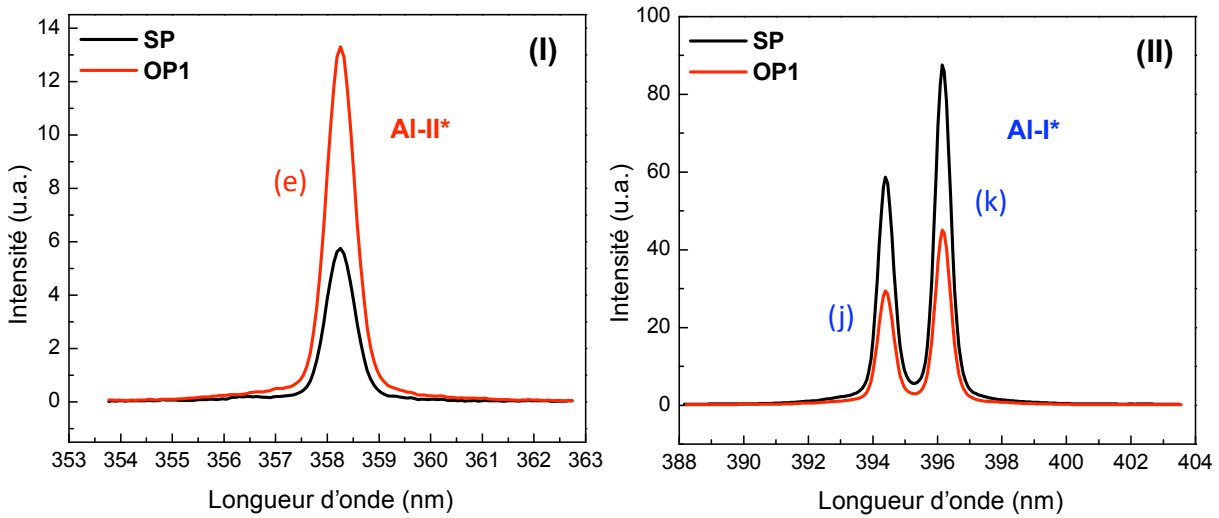 14
12
10
8
6
4
2
0
Intensité (u.a.)
SP
OP1
(I)
Al-II*
(e)
353 354 355 356 357 358 359 360 361 362 363
Longueur d'onde (nm)
100
80
60
40
20
0
Intensité (u.a.)
SP
OP1
(II)
Al-I*
(k)
(j)
388 390 392 394 396 398 400 402 404
Longueur d'onde (nm)